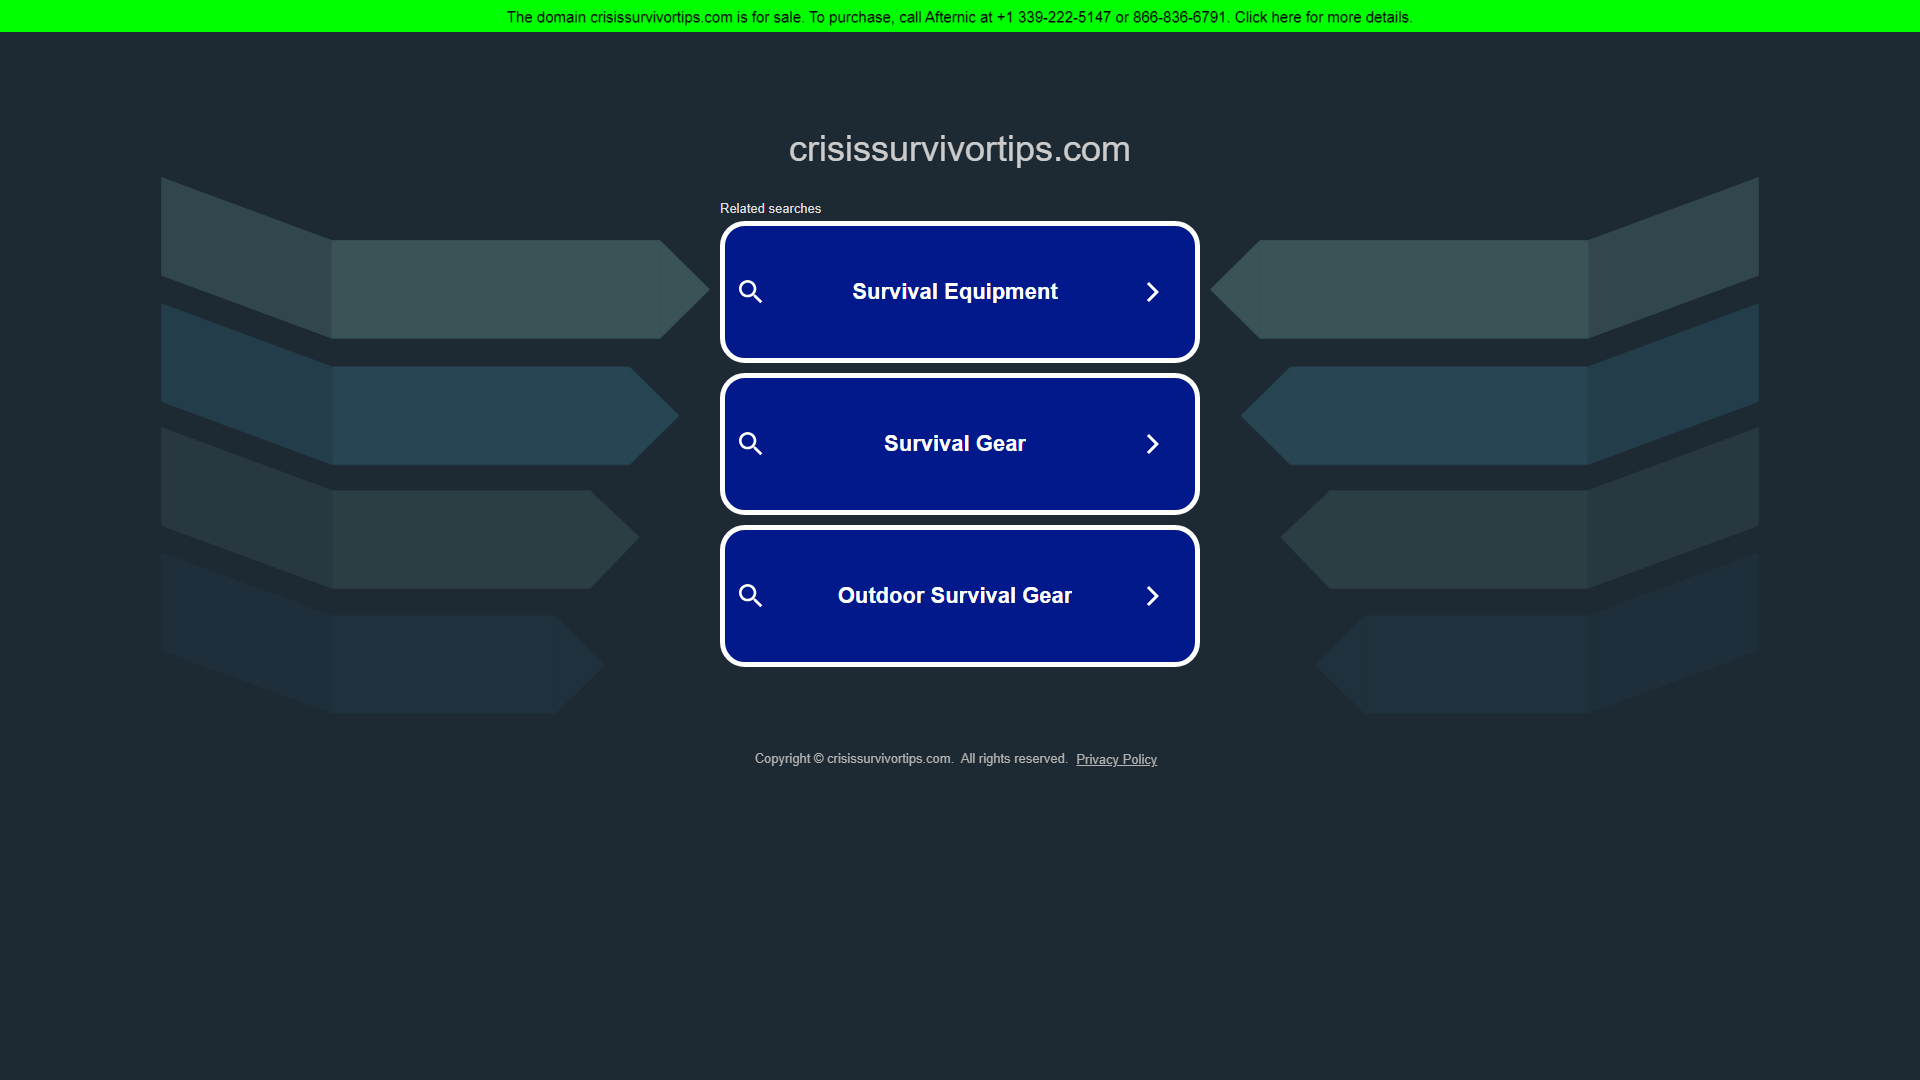 The domain crisissurvivortips.com is for sale. To purchase, call Afternic at +1 339-222-5147 or 866-836-6791. Click here for more details.
crisissurvivortips.com
Related searches
Survival Equipment
Survival Gear
Outdoor Survival Gear
Copyright © crisissurvivortips.com. All rights reserved. Privacy Policy